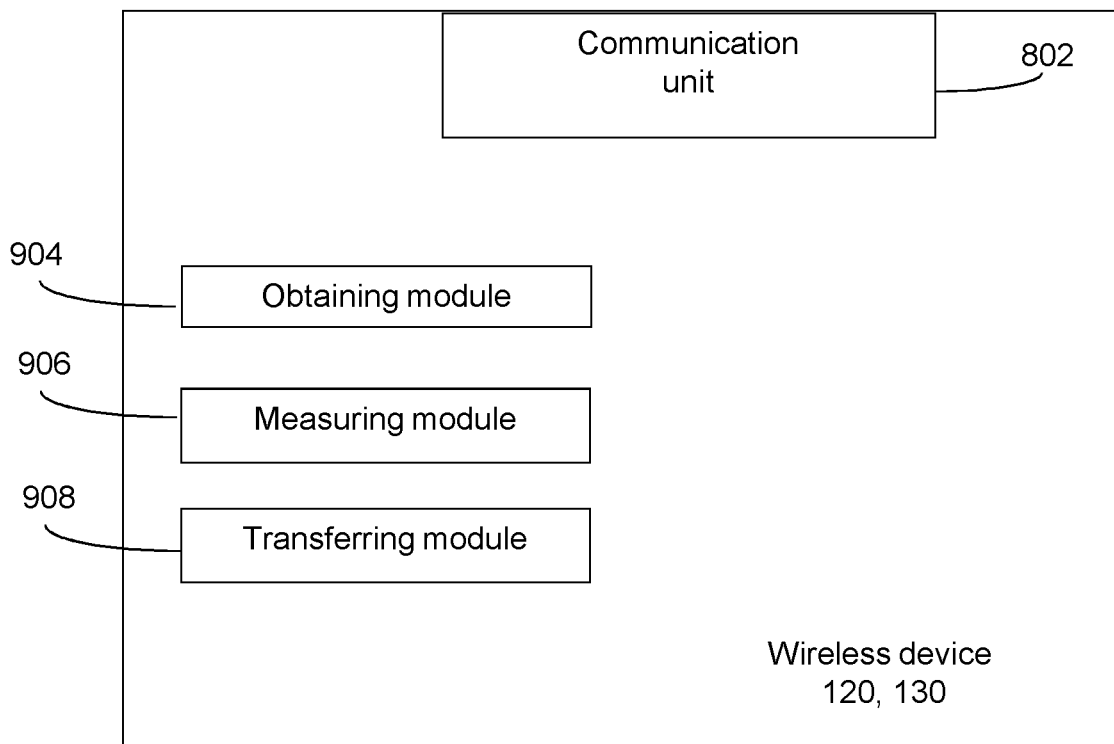 Communication
unit
802
904
Obtaining module
906
Measuring module
908
Transferring module
Wireless device
120, 130